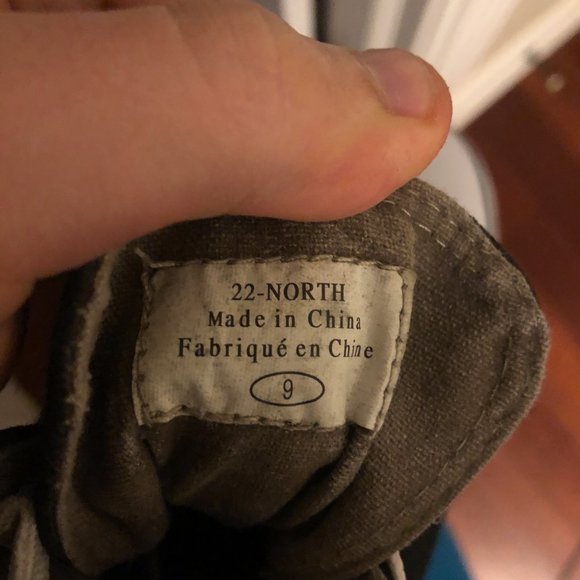 22-NORTH
Made in China
Fabriqué en Chine
9